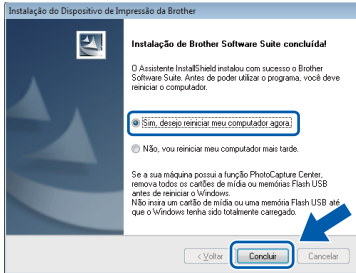 Instalação do Dispositivo de Impressão da Brother
Instalação de Brother Software Suite concluída!
O Assistente InstallShield instalou com sucesso o Brother
Software Suite. Antes de poder utilizar o programa, você deve
reiniciar o computador.
Sim, desejo reiniciar meu computador agora.
Não, vou reiniciar meu computador mais tarde.
Se a sua máquina possui a função PhotoCapture Center,
remova todos os cartões de mídia ou memórias Flash USB
antes de reiniciar o Windows.
Não insira um cartão de mídia ou uma memória Flash USB até
que o Windows tenha sido totalmente carregado.
< Voltar
Concluir
Cancelar